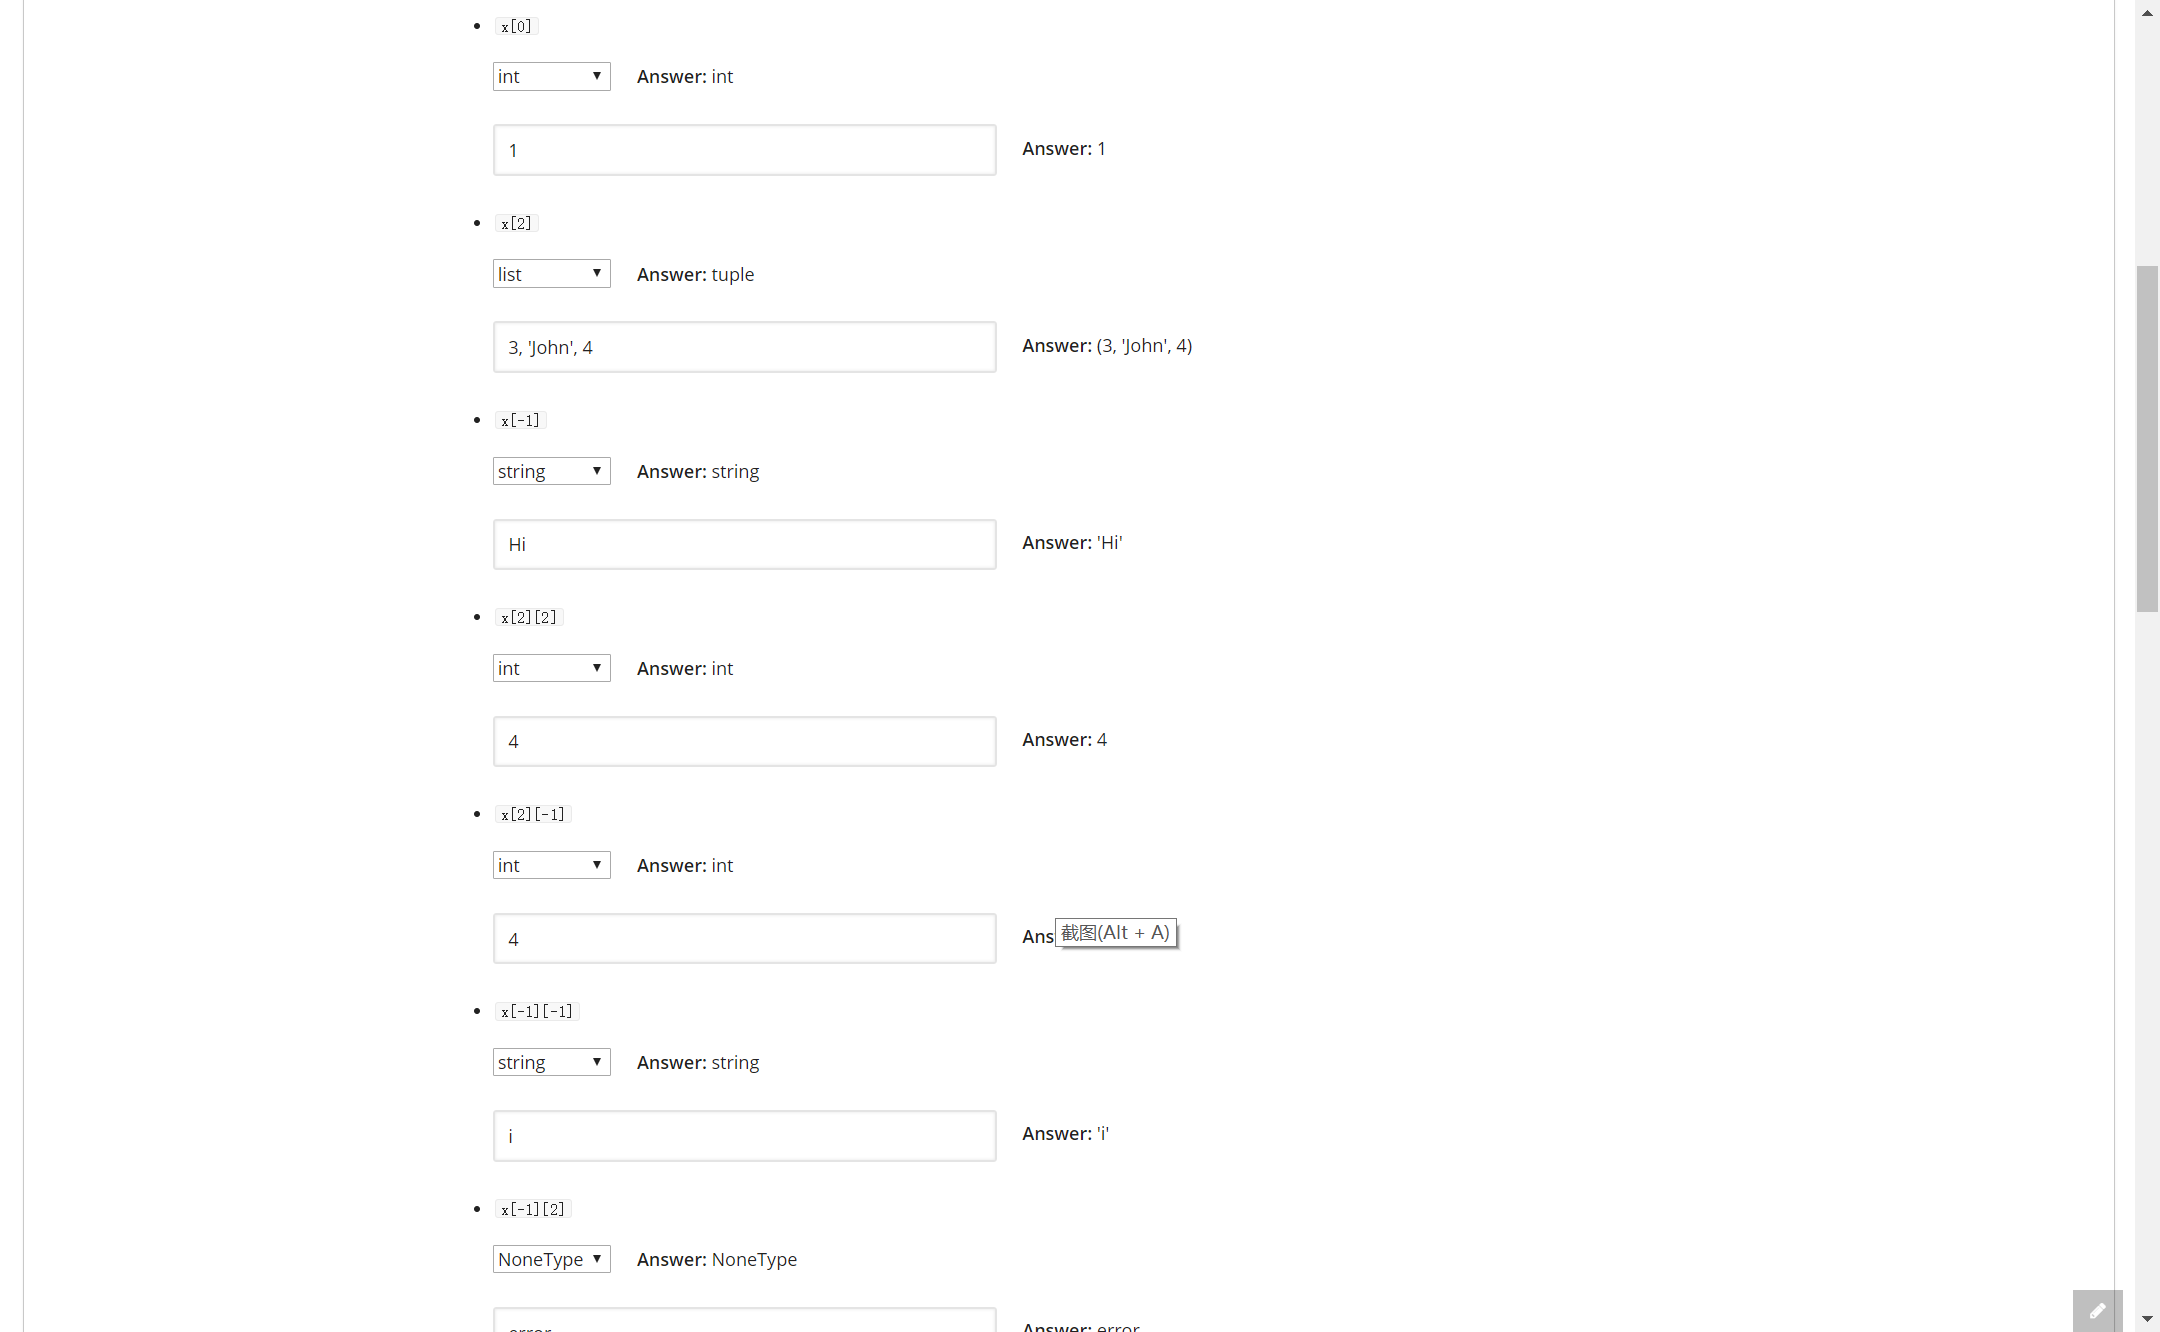 x[0]
int Answer: int
1 Answer: 1
x[2]
list Answer: tuple
3, 'John', 4 Answer: (3, 'John', 4)
x[-1]
string Answer: string
Hi Answer: 'Hi'
x[2][2]
int Answer: int
4 Answer: 4
x[2][-1]
int Answer: int
4 Ans 截图(Alt + A)
x[-1][-1]
string Answer: string
i Answer: 'i'
x[-1][2]
NoneType Answer: NoneType
error Answer: error